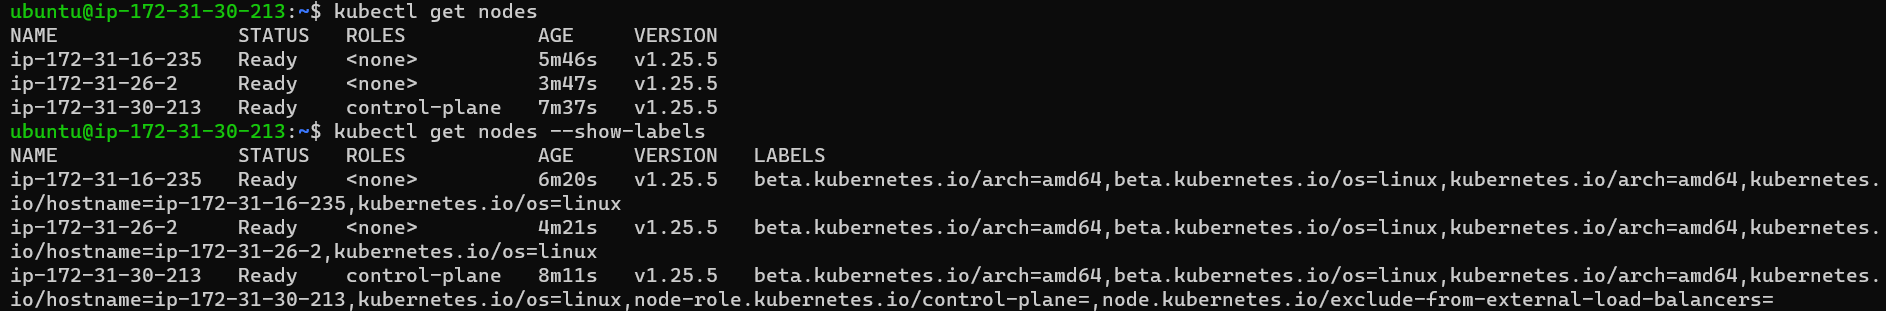 ubuntu@ip-172-31-30-213:~$ kubectl get nodes
NAME               STATUS   ROLES           AGE     VERSION
ip-172-31-16-235   Ready    <none>          5m46s   v1.25.5
ip-172-31-26-2     Ready    <none>          3m47s   v1.25.5
ip-172-31-30-213   Ready    control-plane   7m37s   v1.25.5
ubuntu@ip-172-31-30-213:~$ kubectl get nodes --show-labels
NAME               STATUS   ROLES           AGE     VERSION   LABELS
ip-172-31-16-235   Ready    <none>          6m20s   v1.25.5   beta.kubernetes.io/arch=amd64,beta.kubernetes.io/os=linux,kubernetes.io/arch=amd64,kubernetes.
io/hostname=ip-172-31-16-235,kubernetes.io/os=linux
ip-172-31-26-2     Ready    <none>          4m21s   v1.25.5   beta.kubernetes.io/arch=amd64,beta.kubernetes.io/os=linux,kubernetes.io/arch=amd64,kubernetes.
io/hostname=ip-172-31-26-2,kubernetes.io/os=linux
ip-172-31-30-213   Ready    control-plane   8m11s   v1.25.5   beta.kubernetes.io/arch=amd64,beta.kubernetes.io/os=linux,kubernetes.io/arch=amd64,kubernetes.
io/hostname=ip-172-31-30-213,kubernetes.io/os=linux,node-role.kubernetes.io/control-plane=,node.kubernetes.io/exclude-from-external-load-balancers=